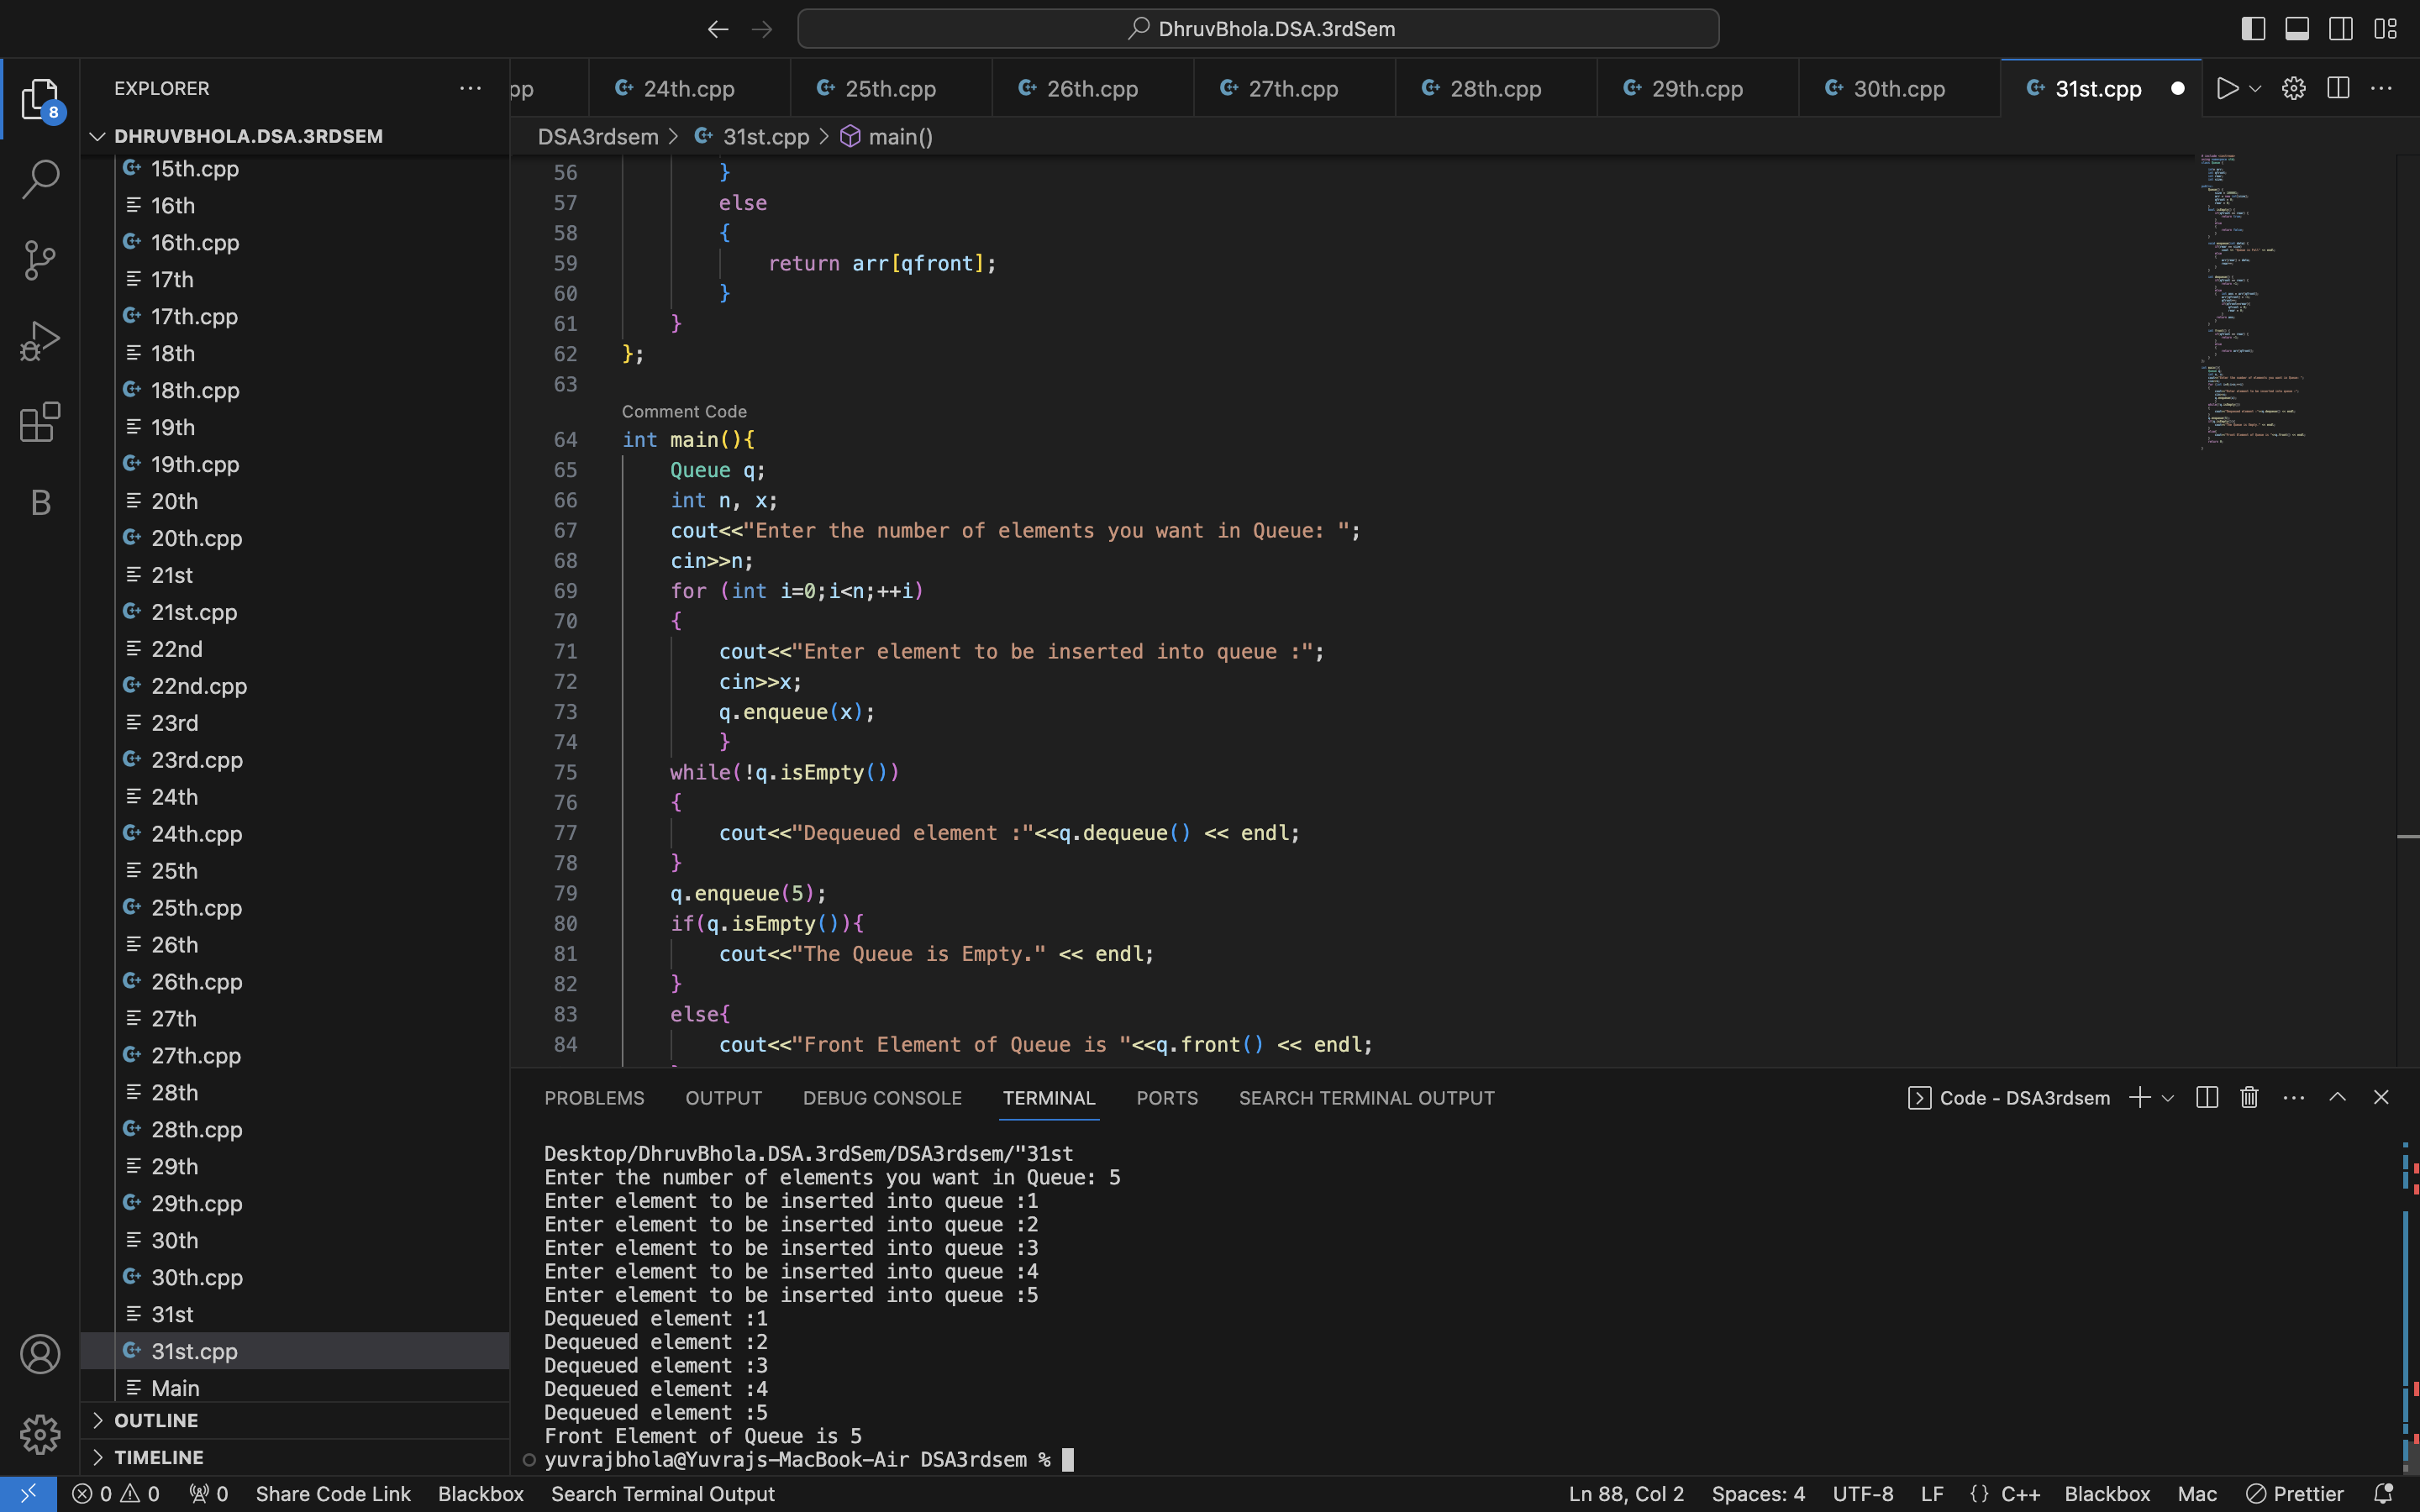 DhruvBhola.DSA.3rdSem
EXPLORER
pp
24th.cpp
25th.cpp
26th.cpp
27th.cpp
28th.cpp
29th.cpp
30th.cpp
31st.cpp
8
DHRUVBHOLA.DSA.3RDSEM
DSA3rdsem > 31st.cpp > main()
15th.cpp
16th
16th.cpp
17th
17th.cpp
18th
18th.cpp
19th
19th.cpp
20th
20th.cpp
21st
21st.cpp
22nd
22nd.cpp
23rd
23rd.cpp
24th
24th.cpp
25th
25th.cpp
26th
26th.cpp
27th
27th.cpp
28th
28th.cpp
29th
29th.cpp
30th
30th.cpp
31st
31st.cpp
Main
OUTLINE
TIMELINE
B
56 }
57 else
58 {
59 return arr[qfront];
60 }
61 }
62 };
63
Comment Code
64 int main(){
65 Queue q;
66 int n, x;
67 cout<<"Enter the number of elements you want in Queue: ";
68 cin>>n;
69 for (int i=0;i<n;++i)
70 {
71 cout<<"Enter element to be inserted into queue :";
72 cin>>x;
73 q.enqueue(x);
74 }
75 while(!q.isEmpty())
76 {
77 cout<<"Dequeued element :"<<q.dequeue() << endl;
78 }
79 q.enqueue(5);
80 if(q.isEmpty()){
81 cout<<"The Queue is Empty." << endl;
82 }
83 else{
84 cout<<"Front Element of Queue is "<<q.front() << endl;
PROBLEMS OUTPUT DEBUG CONSOLE TERMINAL PORTS SEARCH TERMINAL OUTPUT
Code - DSA3rdsem
Desktop/DhruvBhola.DSA.3rdSem/DSA3rdsem/"31st
Enter the number of elements you want in Queue: 5
Enter element to be inserted into queue :1
Enter element to be inserted into queue :2
Enter element to be inserted into queue :3
Enter element to be inserted into queue :4
Enter element to be inserted into queue :5
Dequeued element :1
Dequeued element :2
Dequeued element :3
Dequeued element :4
Dequeued element :5
Front Element of Queue is 5
yuvrajbhola@Yuvrajs-MacBook-Air DSA3rdsem %
0 0 0 Share Code Link Blackbox Search Terminal Output Ln 88, Col 2 Spaces: 4 UTF-8 LF {} C++ Blackbox Mac Prettier